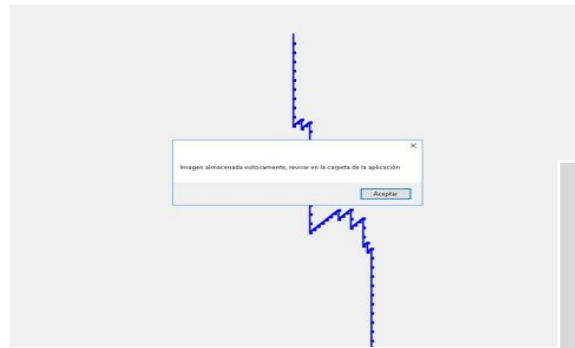 Imagen almacenada exitosamente, revisar en la carpeta de la aplicación
Aceptar